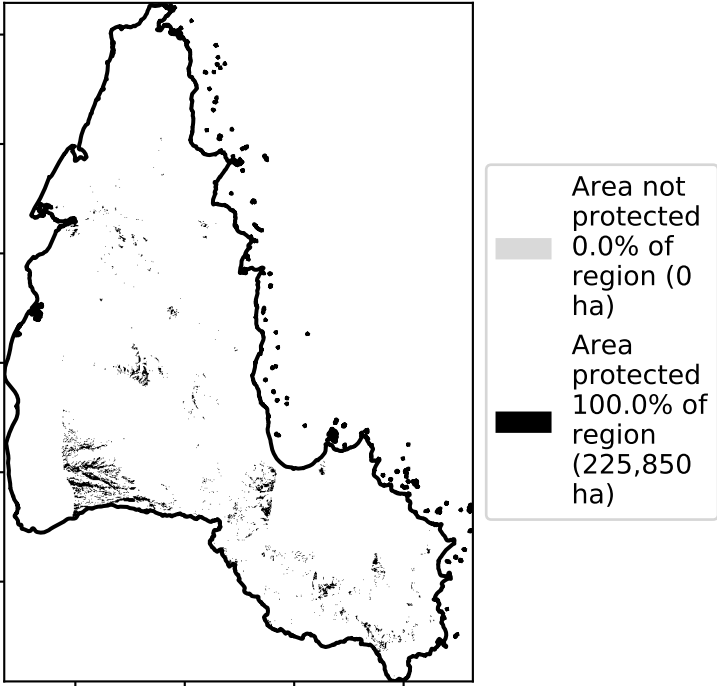 Area not
protected
0.0% of
region (0
ha)
Area
protected
100.0% of
region
(225,850
ha)